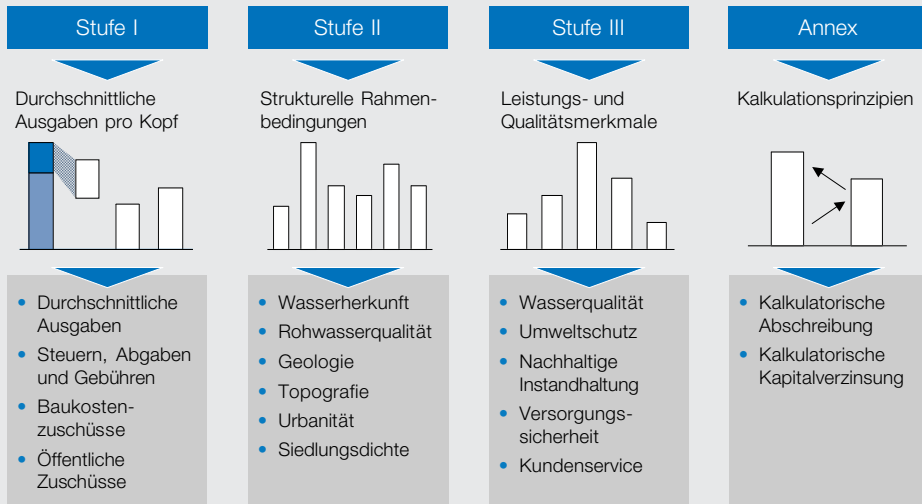 Stufe I
Durchschnittliche
Ausgaben pro Kopf
• Durchschnittliche
Ausgaben
• Steuern, Abgaben
und Gebühren
• Baukosten-
zuschüsse
• Öffentliche
Zuschüsse
Stufe II
Strukturelle Rahmen-
bedingungen
• Wasserherkunft
• Rohwasserqualität
• Geologie
• Topografie
• Urbanität
• Siedlungsdichte
Stufe III
Leistungs- und
Qualitätsmerkmale
• Wasserqualität
• Umweltschutz
• Nachhaltige
Instandhaltung
• Versorgungs-
sicherheit
• Kundenservice
Annex
Kalkulationsprinzipien
• Kalkulatorische
Abschreibung
• Kalkulatorische
Kapitalverzinsung